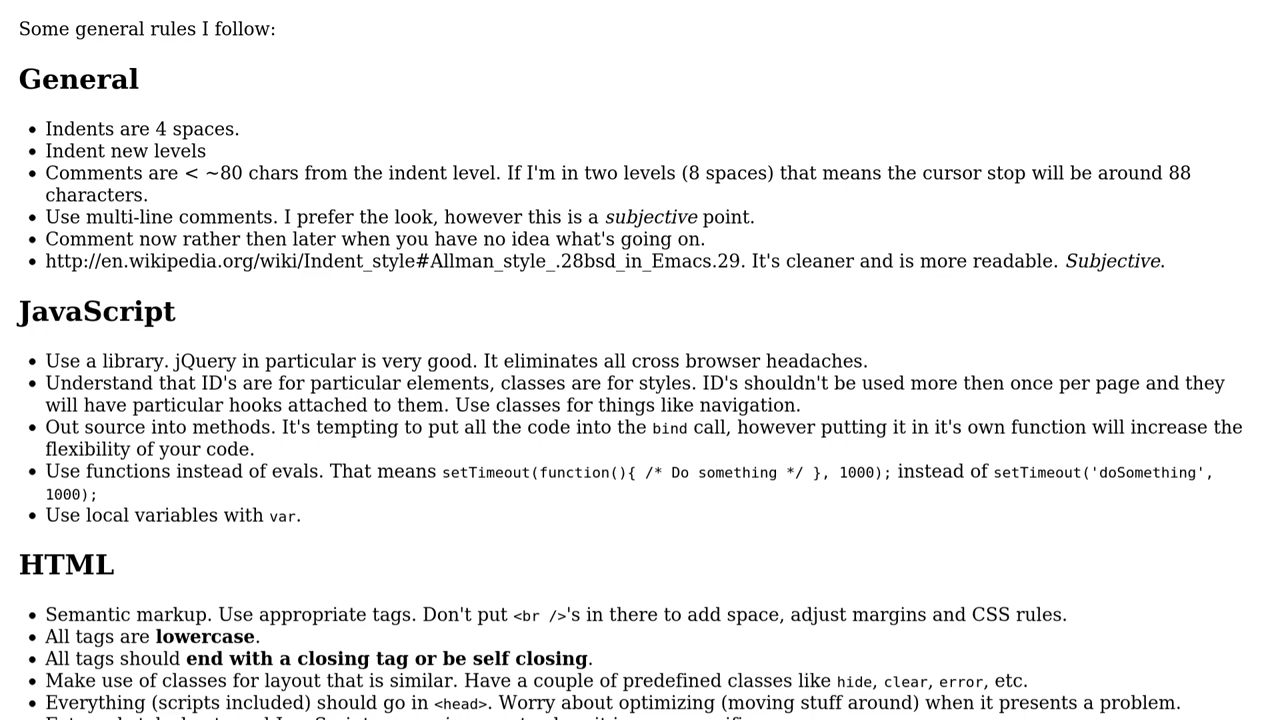 Some general rules I follow:
General
Indents are 4 spaces.
Indent new levels
Comments are < ~80 chars from the indent level. If I'm in two levels (8 spaces) that means the cursor stop will be around 88
characters.
Use multi-line comments. I prefer the look, however this is a subjective point.
Comment now rather then later when you have no idea what's going on.
http://en.wikipedia.org/wiki/Indent_style#Allman_style_.28bsd_in_Emacs.29. It's cleaner and is more readable. Subjective.
JavaScript
Use a library. jQuery in particular is very good. It eliminates all cross browser headaches.
Understand that ID's are for particular elements, classes are for styles. ID's shouldn't be used more then once per page and they
will have particular hooks attached to them. Use classes for things like navigation.
Out source into methods. It's tempting to put all the code into the bind call, however putting it in it's own function will increase the
flexibility of your code.
Use functions instead of evals. That means setTimeout(function(){ /* Do something */ }, 1000); instead of setTimeout('doSomething',
1000);
Use local variables with var.
HTML
Semantic markup. Use appropriate tags. Don't put <br />'s in there to add space, adjust margins and CSS rules.
All tags are lowercase.
All tags should end with a closing tag or be self closing.
Make use of classes for layout that is similar. Have a couple of predefined classes like hide, clear, error, etc.
Everything (scripts included) should go in <head>. Worry about optimizing (moving stuff around) when it presents a problem.